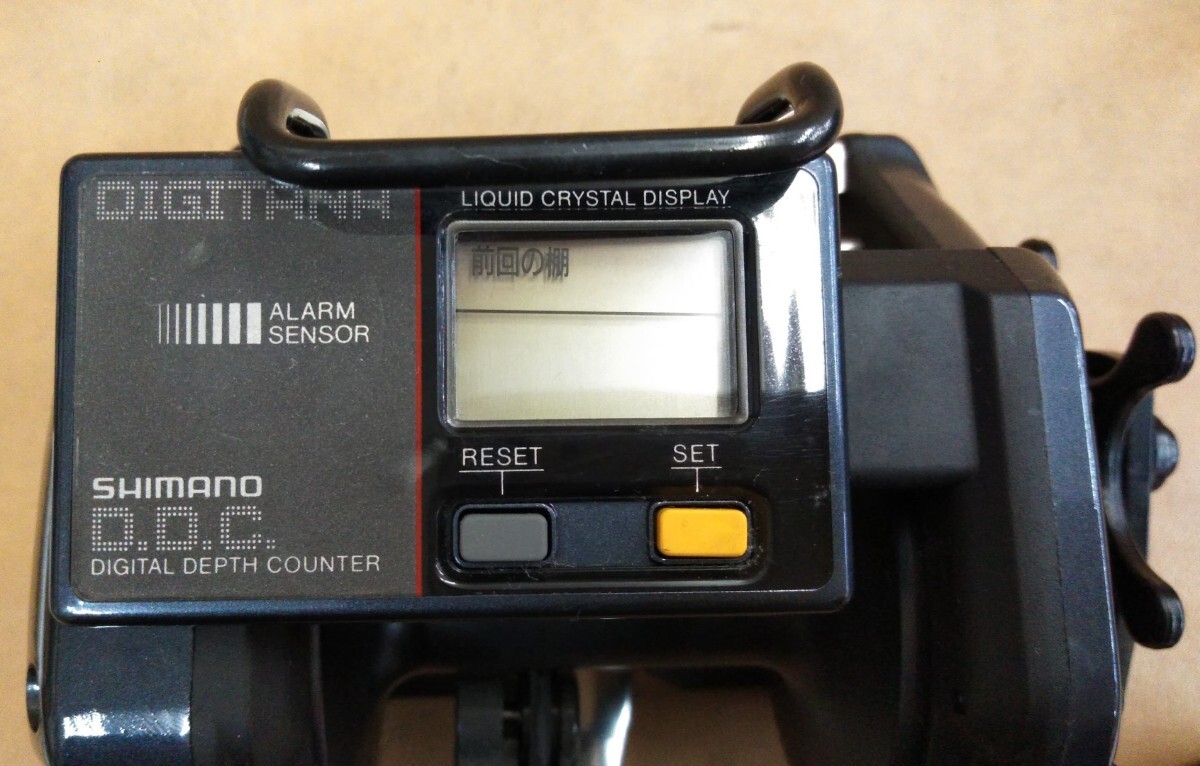 DIGITANA
LIQUID CRYSTAL DISPLAY
前回の棚
ALARM
SENSOR
RESET
SET
SHIMANO
D.D.C.
DIGITAL DEPTH COUNTER